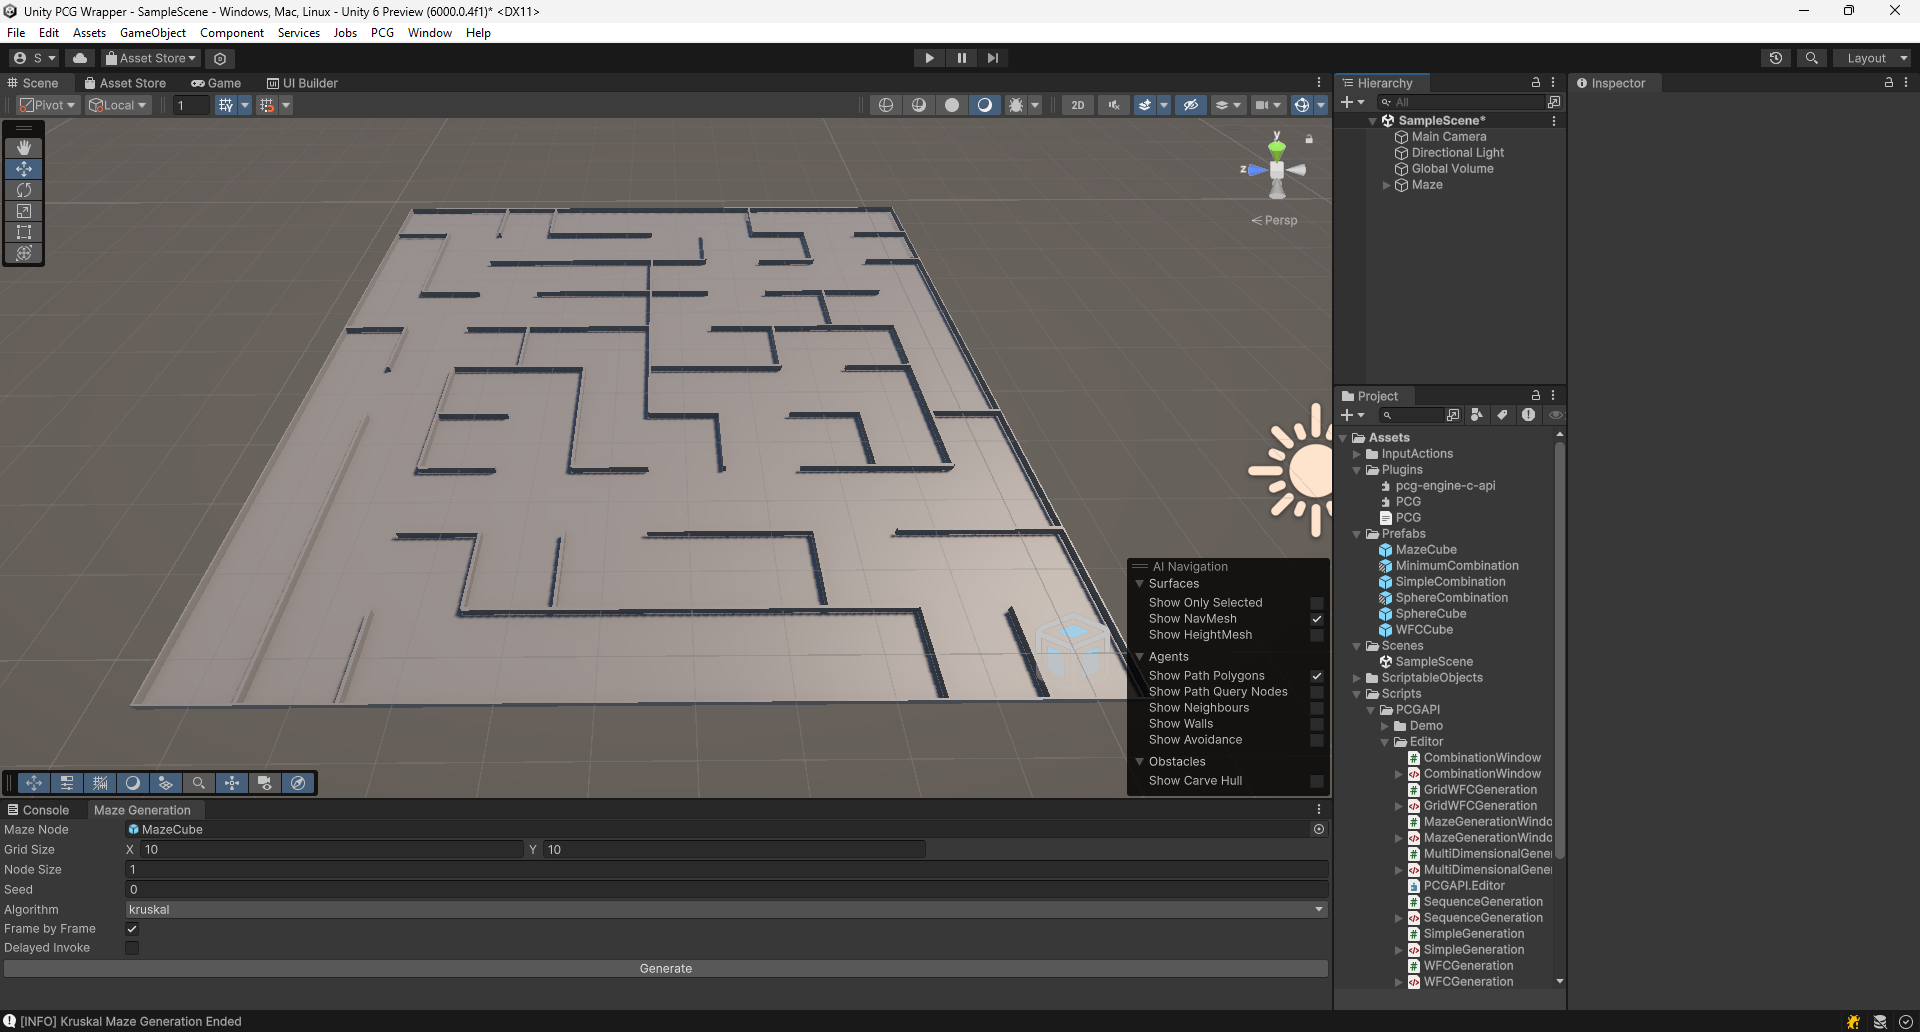 Unity PCG Wrapper - SampleScene - Windows, Mac, Linux - Unity 6 Preview (6000.0.4f1)* <DX11>
File Edit Assets GameObject Component Services Jobs PCG Window Help
S Asset Store Layout
Scene Asset Store Game UI Builder
Pivot Local 1 2D
y
z
Persp
AI Navigation
Surfaces
Show Only Selected
Show NavMesh
Show HeightMesh
Agents
Show Path Polygons
Show Path Query Nodes
Show Neighbours
Show Walls
Show Avoidance
Obstacles
Show Carve Hull
Console Maze Generation
Maze Node MazeCube
Grid Size X 10 Y 10
Node Size 1
Seed 0
Algorithm kruskal
Frame by Frame
Delayed Invoke
Generate
[INFO] Kruskal Maze Generation Ended
Hierarchy
All
SampleScene*
Main Camera
Directional Light
Global Volume
Maze
Project
Assets
InputActions
Plugins
pcg-engine-c-api
PCG
PCG
Prefabs
MazeCube
MinimumCombination
SimpleCombination
SphereCombination
SphereCube
WFCCube
Scenes
SampleScene
ScriptableObjects
Scripts
PCGAPI
Demo
Editor
CombinationWindow
CombinationWindow
GridWFCGeneration
GridWFCGeneration
MazeGenerationWindo
MazeGenerationWindo
MultiDimensionalGene
MultiDimensionalGene
PCGAPI.Editor
SequenceGeneration
SequenceGeneration
SimpleGeneration
SimpleGeneration
WFCGeneration
WFCGeneration
Inspector